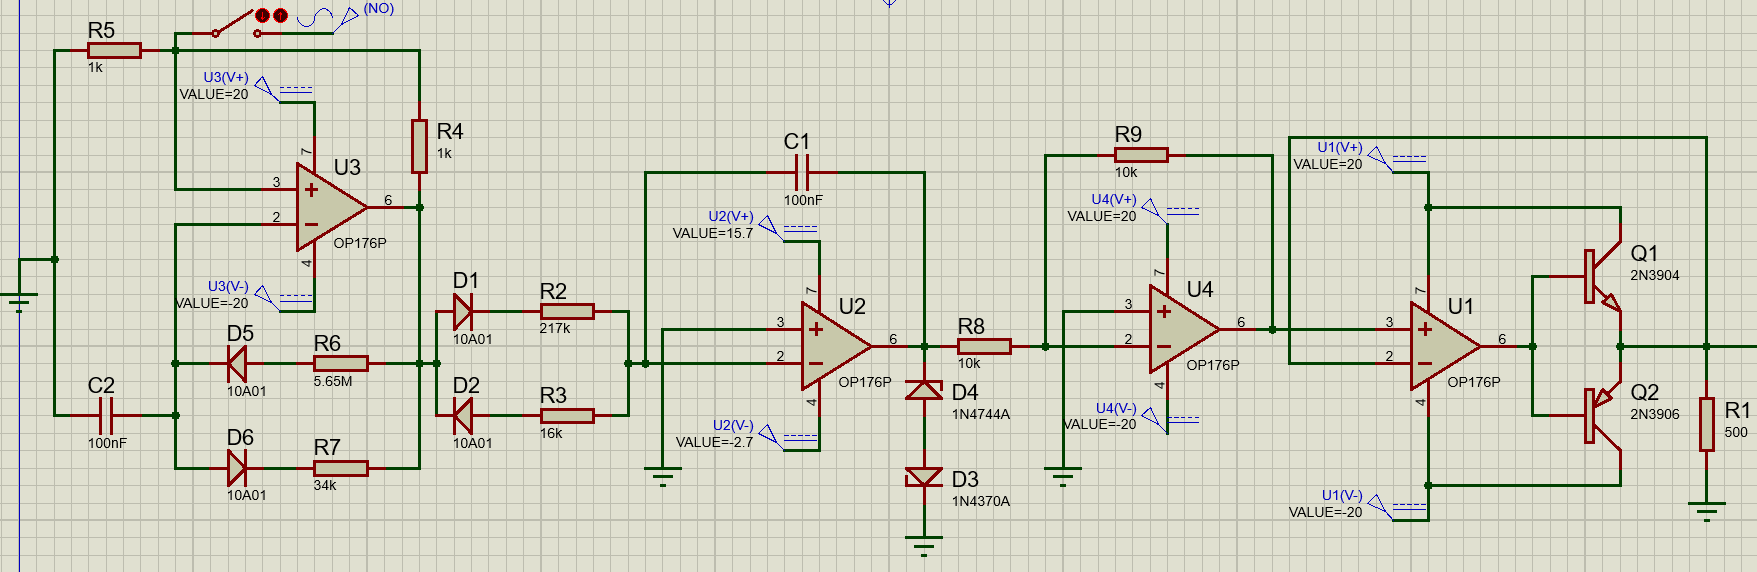 (NO)
R5
1k
U3(V+)
VALUE=20
7
U3
3
2
6
4
OP176P
R4
1k
U3(V-)
VALUE=-20
D5
10A01
R6
5.65M
C2
100nF
D6
10A01
R7
34k
D1
10A01
R2
217k
D2
10A01
R3
16k
C1
100nF
U2(V+)
VALUE=15.7
7
U2
3
2
6
4
OP176P
U2(V-)
VALUE=-2.7
R8
10k
D4
1N4744A
D3
1N4370A
R9
10k
U4(V+)
VALUE=20
7
U4
3
2
6
4
OP176P
U4(V-)
VALUE=-20
U1(V+)
VALUE=20
7
U1
3
2
6
4
OP176P
U1(V-)
VALUE=-20
Q1
2N3904
Q2
2N3906
R1
500